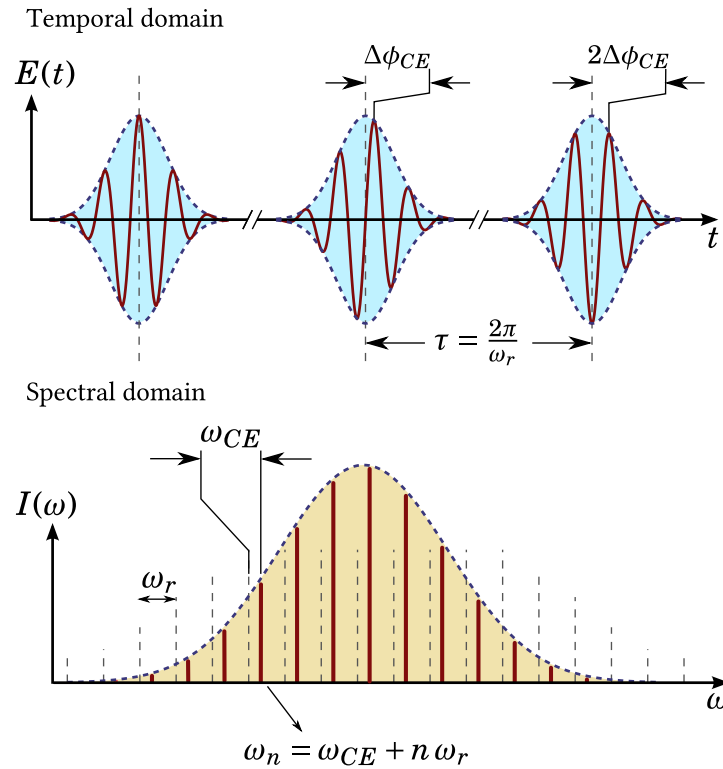 Temporal domain
E(t)
Δϕ_CE
2Δϕ_CE
t
τ = 2π/ω_r
Spectral domain
ω_CE
I(ω)
ω_r
ω
ω_n = ω_CE + n ω_r